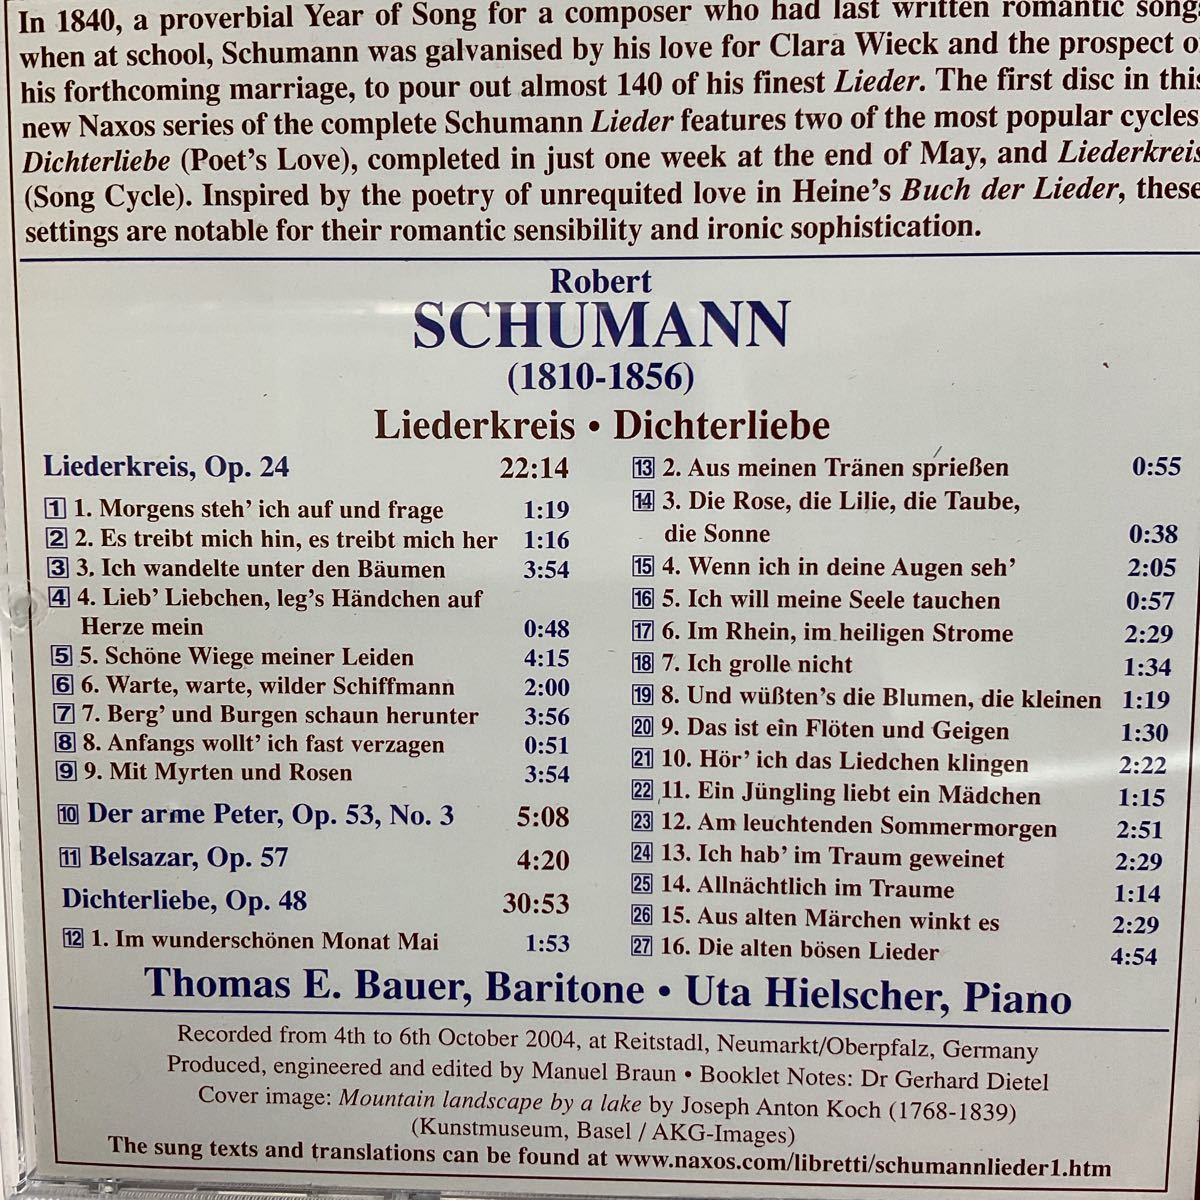 In 1840, a proverbial Year of Song for a composer who had last written romantic song
when at school, Schumann was galvanised by his love for Clara Wieck and the prospect o
his forthcoming marriage, to pour out almost 140 of his finest Lieder. The first disc in this
new Naxos series of the complete Schumann Lieder features two of the most popular cycles
Dichterliebe (Poet's Love), completed in just one week at the end of May, and Liederkreis
(Song Cycle). Inspired by the poetry of unrequited love in Heine's Buch der Lieder, these
settings are notable for their romantic sensibility and ironic sophistication.
Robert
SCHUMANN
(1810-1856)
Liederkreis • Dichterliebe
Liederkreis, Op. 24 22:14
1 1. Morgens steh' ich auf und frage 1:19
2 2. Es treibt mich hin, es treibt mich her 1:16
3 3. Ich wandelte unter den Bäumen 3:54
4 4. Lieb' Liebchen, leg's Händchen auf
Herze mein 0:48
5 5. Schöne Wiege meiner Leiden 4:15
6 6. Warte, warte, wilder Schiffmann 2:00
7 7. Berg' und Burgen schaun herunter 3:56
8 8. Anfangs wollt' ich fast verzagen 0:51
9 9. Mit Myrten und Rosen 3:54
10 Der arme Peter, Op. 53, No. 3 5:08
11 Belsazar, Op. 57 4:20
Dichterliebe, Op. 48 30:53
12 1. Im wunderschönen Monat Mai 1:53
13 2. Aus meinen Tränen sprießen 0:55
14 3. Die Rose, die Lilie, die Taube,
die Sonne 0:38
15 4. Wenn ich in deine Augen seh' 2:05
16 5. Ich will meine Seele tauchen 0:57
17 6. Im Rhein, im heiligen Strome 2:29
18 7. Ich grolle nicht 1:34
19 8. Und wüßten's die Blumen, die kleinen 1:19
20 9. Das ist ein Flöten und Geigen 1:30
21 10. Hör' ich das Liedchen klingen 2:22
22 11. Ein Jüngling liebt ein Mädchen 1:15
23 12. Am leuchtenden Sommermorgen 2:51
24 13. Ich hab' im Traum geweinet 2:29
25 14. Allnächtlich im Traume 1:14
26 15. Aus alten Märchen winkt es 2:29
27 16. Die alten bösen Lieder 4:54
Thomas E. Bauer, Baritone • Uta Hielscher, Piano
Recorded from 4th to 6th October 2004, at Reitstadl, Neumarkt/Oberpfalz, Germany
Produced, engineered and edited by Manuel Braun • Booklet Notes: Dr Gerhard Dietel
Cover image: Mountain landscape by a lake by Joseph Anton Koch (1768-1839)
(Kunstmuseum, Basel / AKG-Images)
The sung texts and translations can be found at www.naxos.com/libretti/schumannlieder1.htm